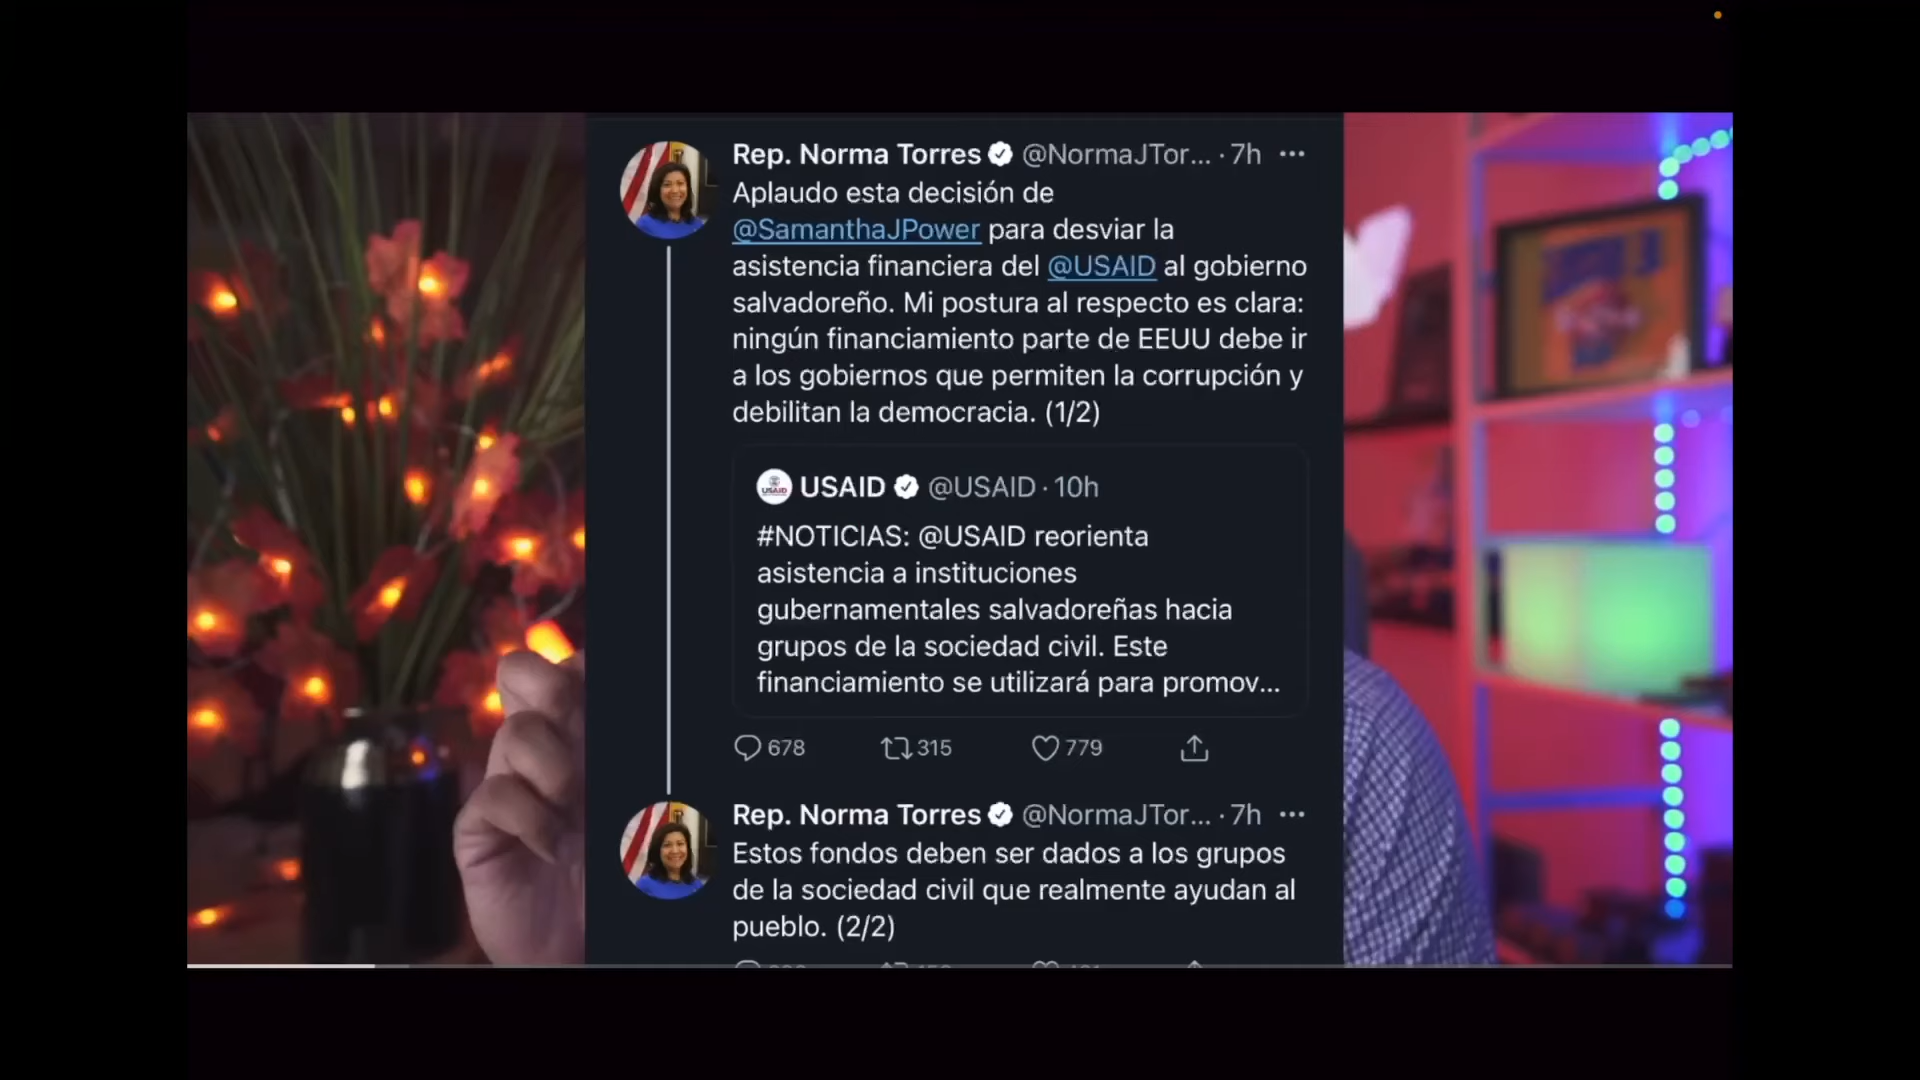 Rep. Norma Torres @NormaJTor... · 7h
Aplaudo esta decisión de
@SamanthaJPower para desviar la
asistencia financiera del @USAID al gobierno
salvadoreño. Mi postura al respecto es clara:
ningún financiamiento parte de EEUU debe ir
a los gobiernos que permiten la corrupción y
debilitan la democracia. (1/2)
USAID @USAID · 10h
#NOTICIAS: @USAID reorienta
asistencia a instituciones
gubernamentales salvadoreñas hacia
grupos de la sociedad civil. Este
financiamiento se utilizará para promov...
678 315 779
Rep. Norma Torres @NormaJTor... · 7h
Estos fondos deben ser dados a los grupos
de la sociedad civil que realmente ayudan al
pueblo. (2/2)